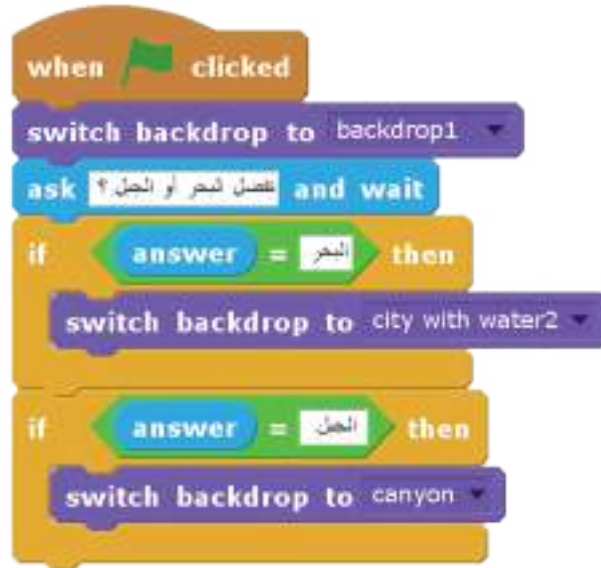 when clicked
switch backdrop to backdrop1
ask تفضل البحر أو الجبل ؟ and wait
if answer = البحر then
switch backdrop to city with water2
if answer = الجبل then
switch backdrop to canyon